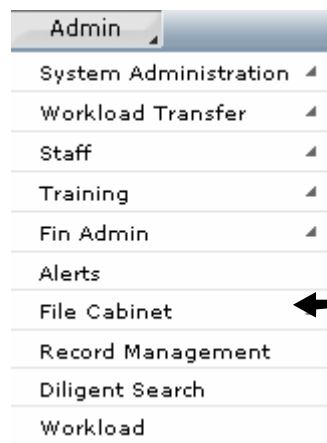 Admin
System Administration
Workload Transfer
Staff
Training
Fin Admin
Alerts
File Cabinet
Record Management
Diligent Search
Workload